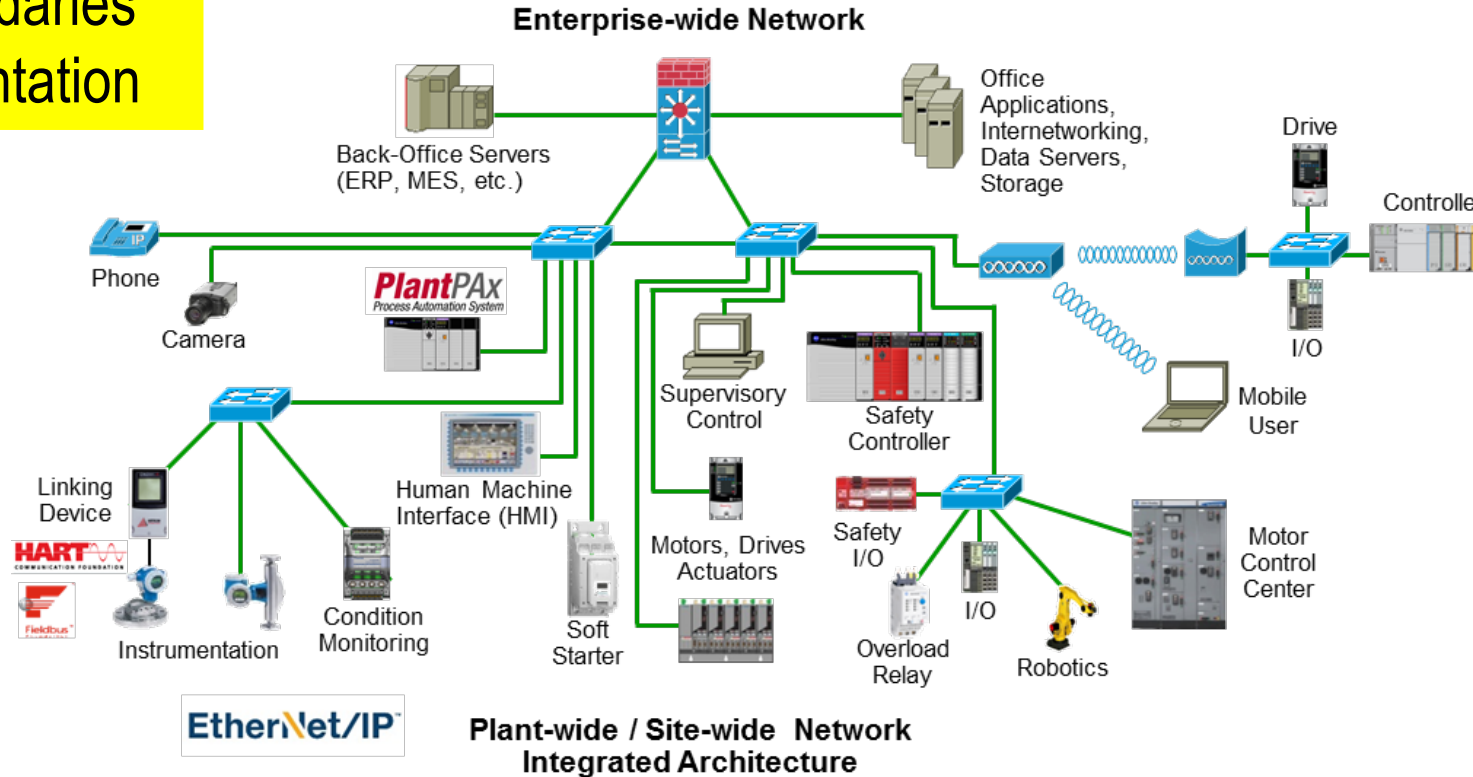 daries
ntation
Enterprise-wide Network
Back-Office Servers
(ERP, MES, etc.)
Office
Applications,
Internetworking,
Data Servers,
Storage
Drive
Controlle
IP
Phone
Camera
PlantPAx
Process Automation System
I/O
Supervisory
Control
Safety
Controller
Mobile
User
Linking
Device
Human Machine
Interface (HMI)
HART
COMMUNICATION FOUNDATION
Fieldbus
Instrumentation
Condition
Monitoring
Soft
Starter
Motors, Drives
Actuators
Safety
I/O
I/O
Overload
Relay
Robotics
Motor
Control
Center
EtherNet/IP™
Plant-wide / Site-wide Network
Integrated Architecture